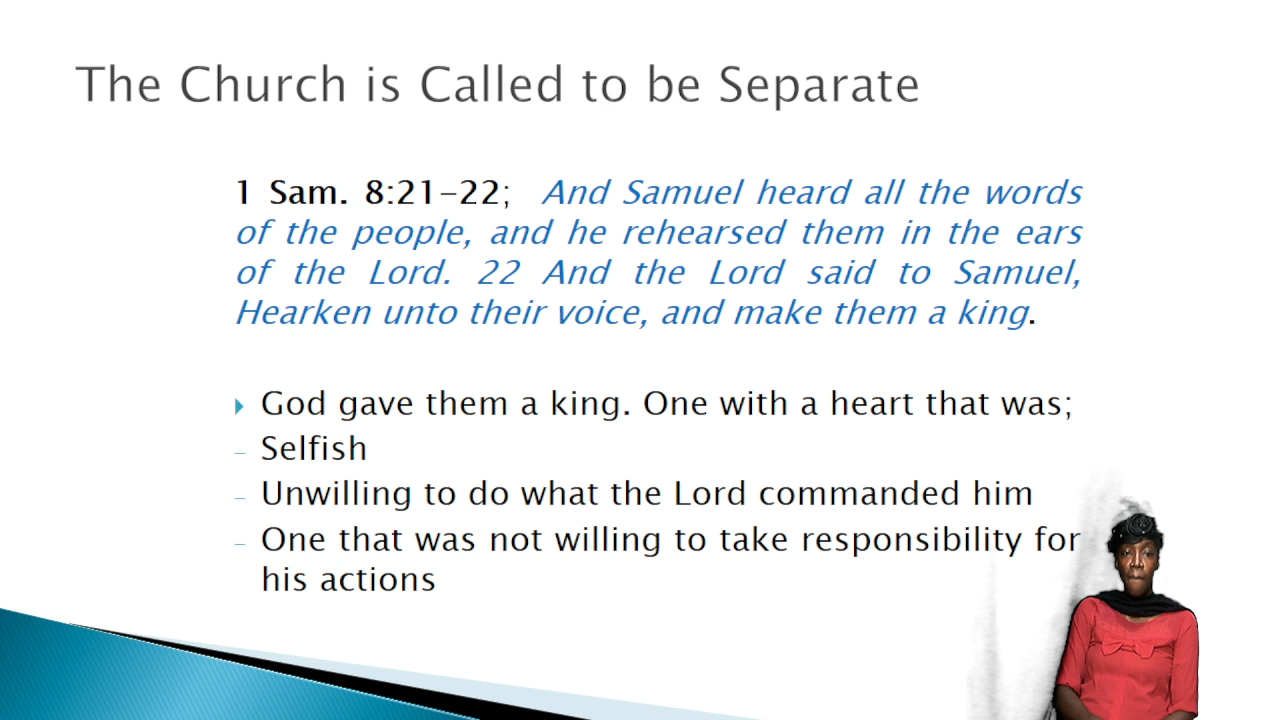 The Church is Called to be Separate
1 Sam. 8:21-22; And Samuel heard all the words
of the people, and he rehearsed them in the ears
of the Lord. 22 And the Lord said to Samuel,
Hearken unto their voice, and make them a king.
God gave them a king. One with a heart that was;
– Selfish
– Unwilling to do what the Lord commanded him
– One that was not willing to take responsibility for
his actions